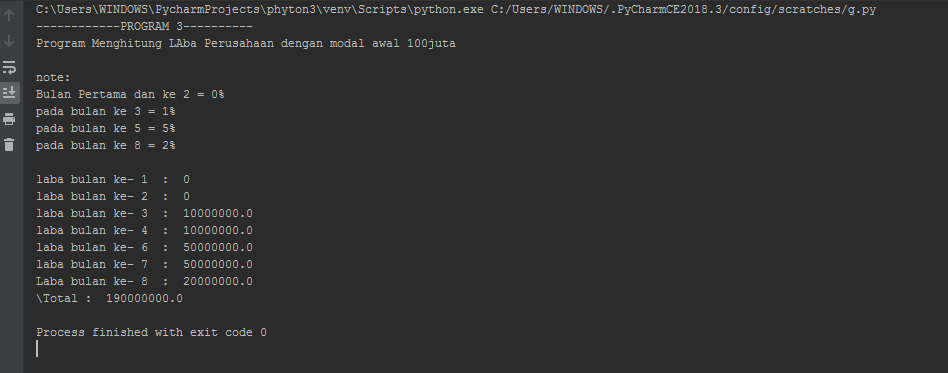 C:\Users\WINDOWS\PycharmProjects\phyton3\venv\Scripts\python.exe C:/Users/WINDOWS/.PyCharmCE2018.3/config/scratches/g.py
------------PROGRAM 3----------
Program Menghitung LAba Perusahaan dengan modal awal 100juta
note:
Bulan Pertama dan ke 2 = 0%
pada bulan ke 3 = 1%
pada bulan ke 5 = 5%
pada bulan ke 8 = 2%
laba bulan ke- 1  :  0
laba bulan ke- 2  :  0
laba bulan ke- 3  :  10000000.0
laba bulan ke- 4  :  10000000.0
laba bulan ke- 6  :  50000000.0
laba bulan ke- 7  :  50000000.0
Laba bulan ke- 8  :  20000000.0
\Total :  190000000.0
Process finished with exit code 0